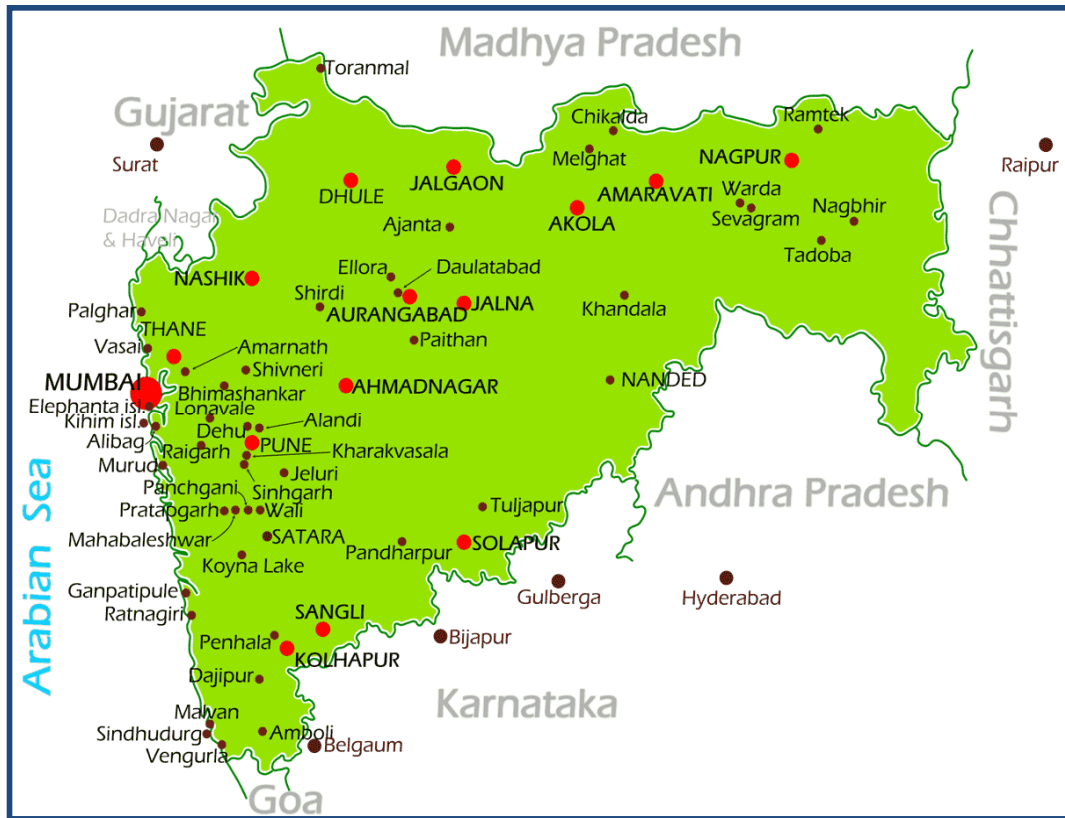 Madhya Pradesh
Toranmal
Gujarat
Chikalda
Ramtek
Surat
Melghat
NAGPUR
Raipur
DHULE
JALGAON
AMARAVATI
Warda
AKOLA
Sevagram
Nagbhir
Dadra Nagar
& Haveli
Ajanta
Tadoba
Chhattisgarh
NASHIK
Ellora
Daulatabad
Shirdi
AURANGABAD
JALNA
Khandala
Palghar
THANE
Paithan
Vasai
Amarnath
Shivneri
MUMBAI
Bhimashankar
AHMADNAGAR
NANDED
Elephanta isl.
Lonavale
Kihim isl.
Dehu
Alandi
Alibag
Raigarh
PUNE
Kharakvasala
Murud
Jeluri
Panchgani
Sinhgarh
Andhra Pradesh
Pratapgarh
Wali
Tuljapur
Mahabaleshwar
SATARA
Pandharpur
SOLAPUR
Koyna Lake
Arabian Sea
Ganpatipule
Gulberga
Hyderabad
Ratnagiri
SANGLI
Penhala
Bijapur
KOLHAPUR
Dajipur
Karnataka
Malvan
Sindhudurg
Amboli
Vengurla
Belgaum
Goa